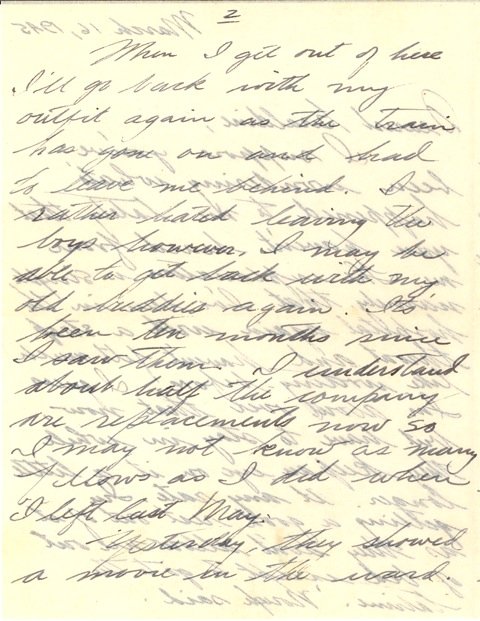 2
March 16, 1945
When I get out of here
I'll go back with my
outfit again as the train
has gone on and had
to leave me behind. I
rather hated leaving the
boys however, I may be
able to get back with my
old buddies again. It's
been ten months since
I saw them. I understand
about half the company
are replacements now so
I may not know as many
fellows as I did when
I left last May.
Yesterday, they showed
a movie in the ward.